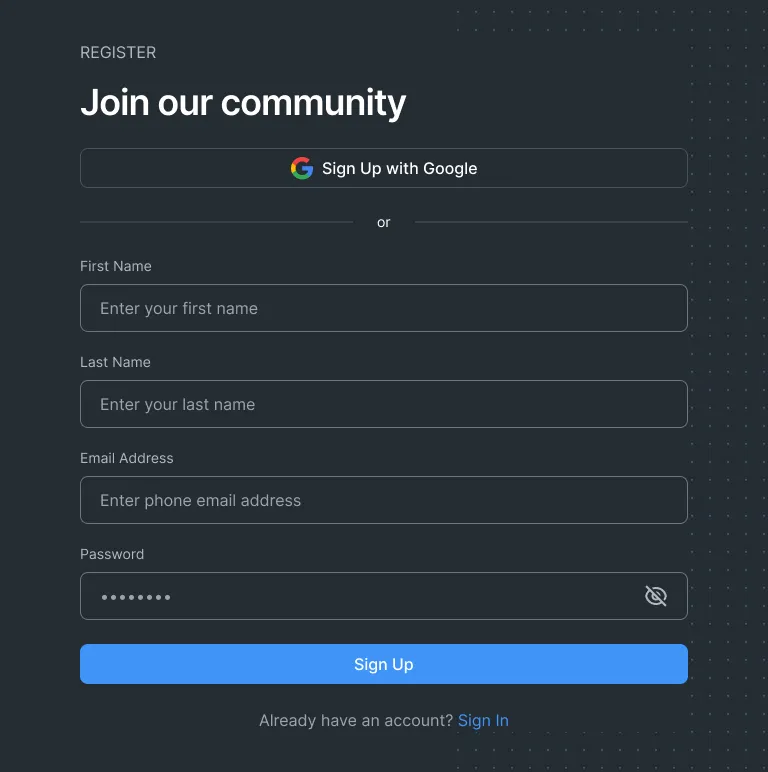 REGISTER
Join our community
Sign Up with Google
or
First Name
Enter your first name
Last Name
Enter your last name
Email Address
Enter phone email address
Password
••••••••
Sign Up
Already have an account? Sign In